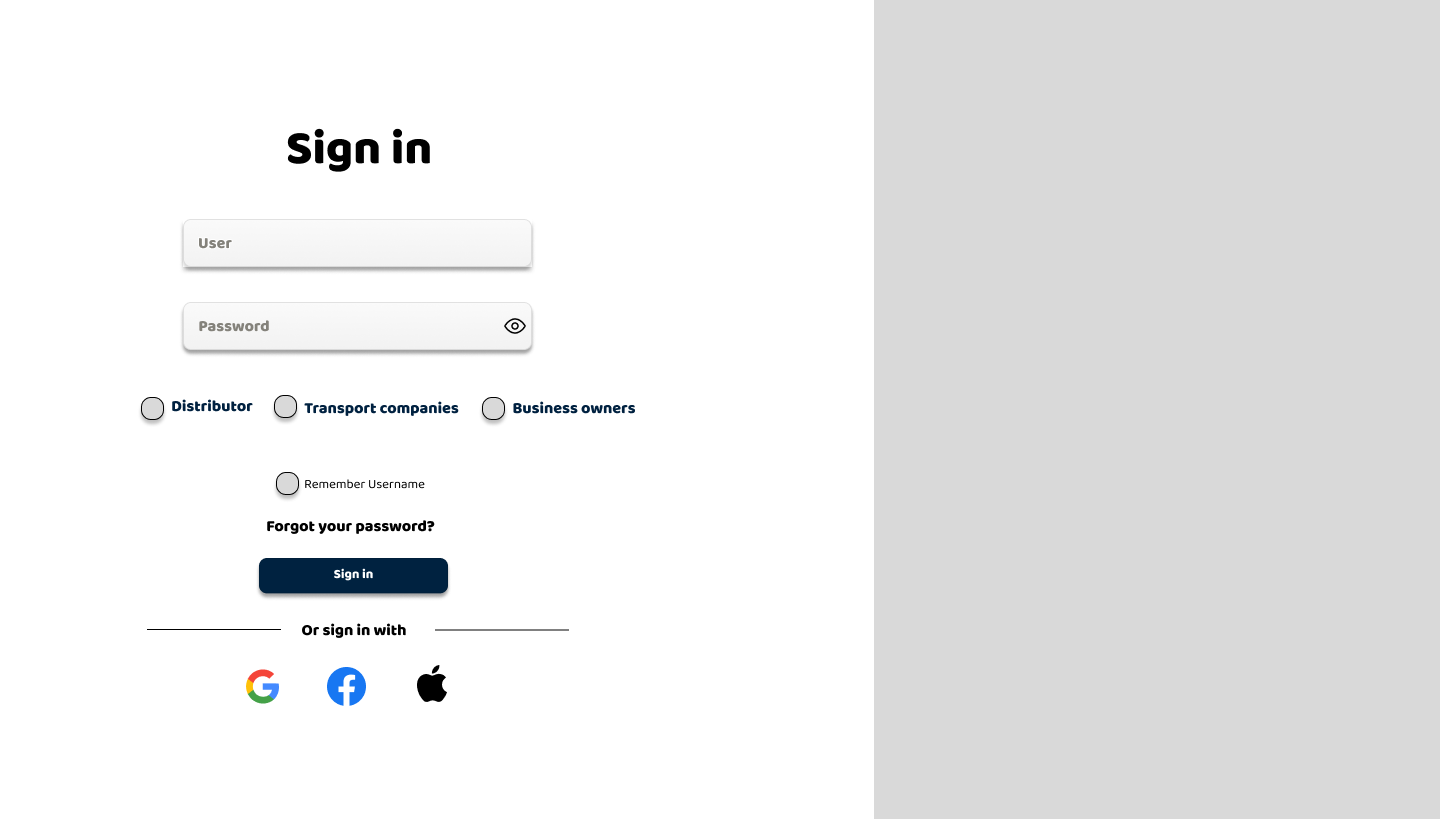 Sign in
User
Password
Distributor
Transport companies
Business owners
Remember Username
Forgot your password?
Sign in
Or sign in with